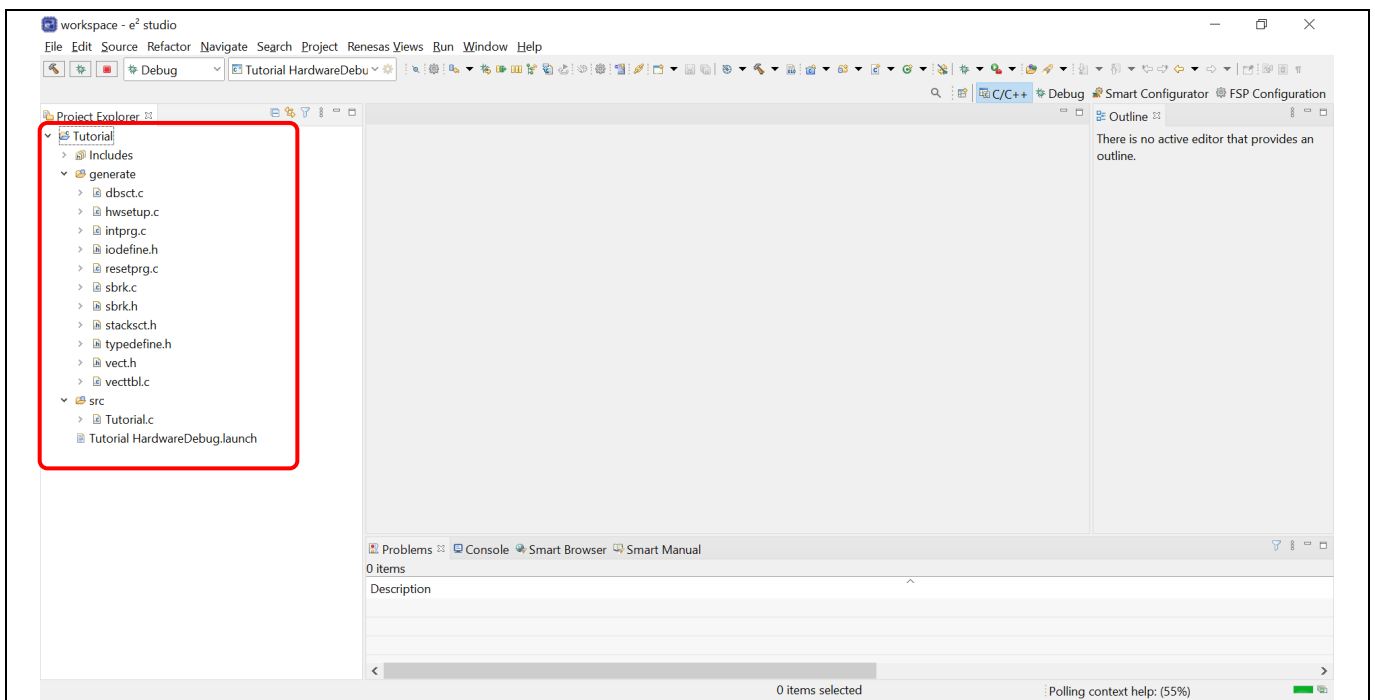 workspace - e² studio
File Edit Source Refactor Navigate Search Project Renesas Views Run Window Help
Debug Tutorial HardwareDebu
C/C++ Debug Smart Configurator FSP Configuration
Project Explorer
Outline
Tutorial
There is no active editor that provides an
outline.
Includes
generate
dbsct.c
hwsetup.c
intprg.c
iodefine.h
resetprg.c
sbrk.c
sbrk.h
stacksct.h
typedefine.h
vect.h
vecttbl.c
src
Tutorial.c
Tutorial HardwareDebug.launch
Problems Console Smart Browser Smart Manual
0 items
Description
0 items selected
Polling context help: (55%)